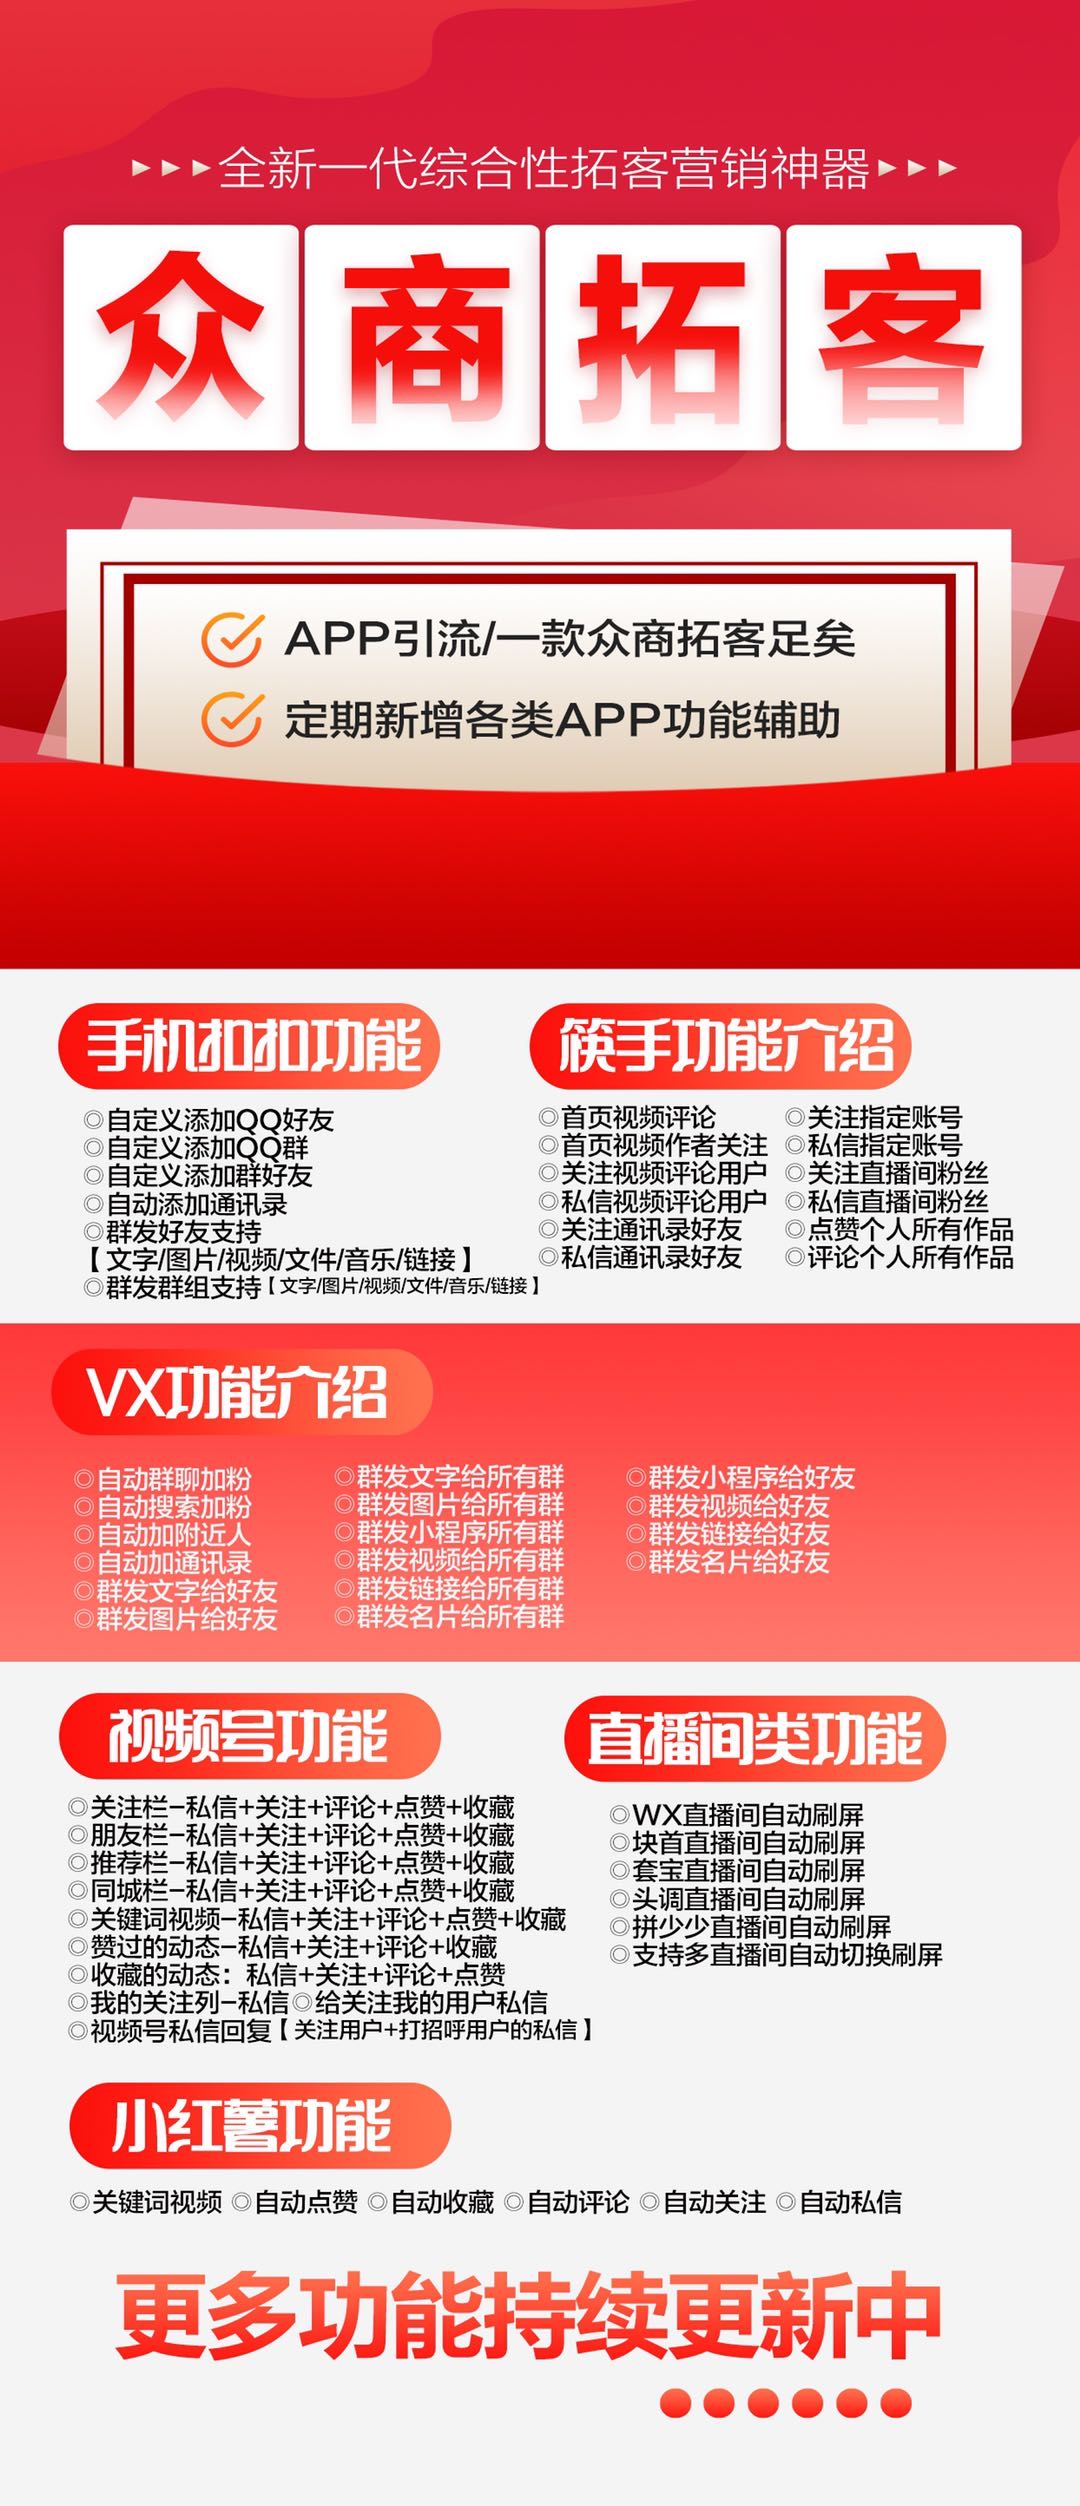 全新一代综合性拓客营销神器
众商拓客
APP引流/一款众商拓客足矣
定期新增各类APP功能辅助
手机扣扣功能
◎自定义添加QQ好友
◎自定义添加QQ群
◎自定义添加群好友
◎自动添加通讯录
◎群发好友支持
【文字/图片/视频/文件/音乐/链接】
◎群发群组支持【文字/图片/视频/文件/音乐/链接】
筷手功能介绍
◎首页视频评论
◎首页视频作者关注
◎关注视频评论用户
◎私信视频评论用户
◎关注通讯录好友
◎私信通讯录好友
◎关注指定账号
◎私信指定账号
◎关注直播间粉丝
◎私信直播间粉丝
◎点赞个人所有作品
◎评论个人所有作品
VX功能介绍
◎自动群聊加粉
◎自动搜索加粉
◎自动加附近人
◎自动加通讯录
◎群发文字给好友
◎群发图片给好友
◎群发文字给所有群
◎群发图片给所有群
◎群发小程序所有群
◎群发视频给所有群
◎群发链接给所有群
◎群发名片给所有群
◎群发小程序给好友
◎群发视频给好友
◎群发链接给好友
◎群发名片给好友
视频号功能
◎关注栏-私信+关注+评论+点赞+收藏
◎朋友栏-私信+关注+评论+点赞+收藏
◎推荐栏-私信+关注+评论+点赞+收藏
◎同城栏-私信+关注+评论+点赞+收藏
◎关键词视频-私信+关注+评论+点赞+收藏
◎赞过的动态-私信+关注+评论+收藏
◎收藏的动态：私信+关注+评论+点赞
◎我的关注列-私信◎给关注我的用户私信
◎视频号私信回复【关注用户+打招呼用户的私信】
直播间类功能
◎WX直播间自动刷屏
◎块首直播间自动刷屏
◎套宝直播间自动刷屏
◎头调直播间自动刷屏
◎拼少少直播间自动刷屏
◎支持多直播间自动切换刷屏
小红薯功能
◎关键词视频 ◎自动点赞 ◎自动收藏 ◎自动评论 ◎自动关注 ◎自动私信
更多功能持续更新中
●●●●●●